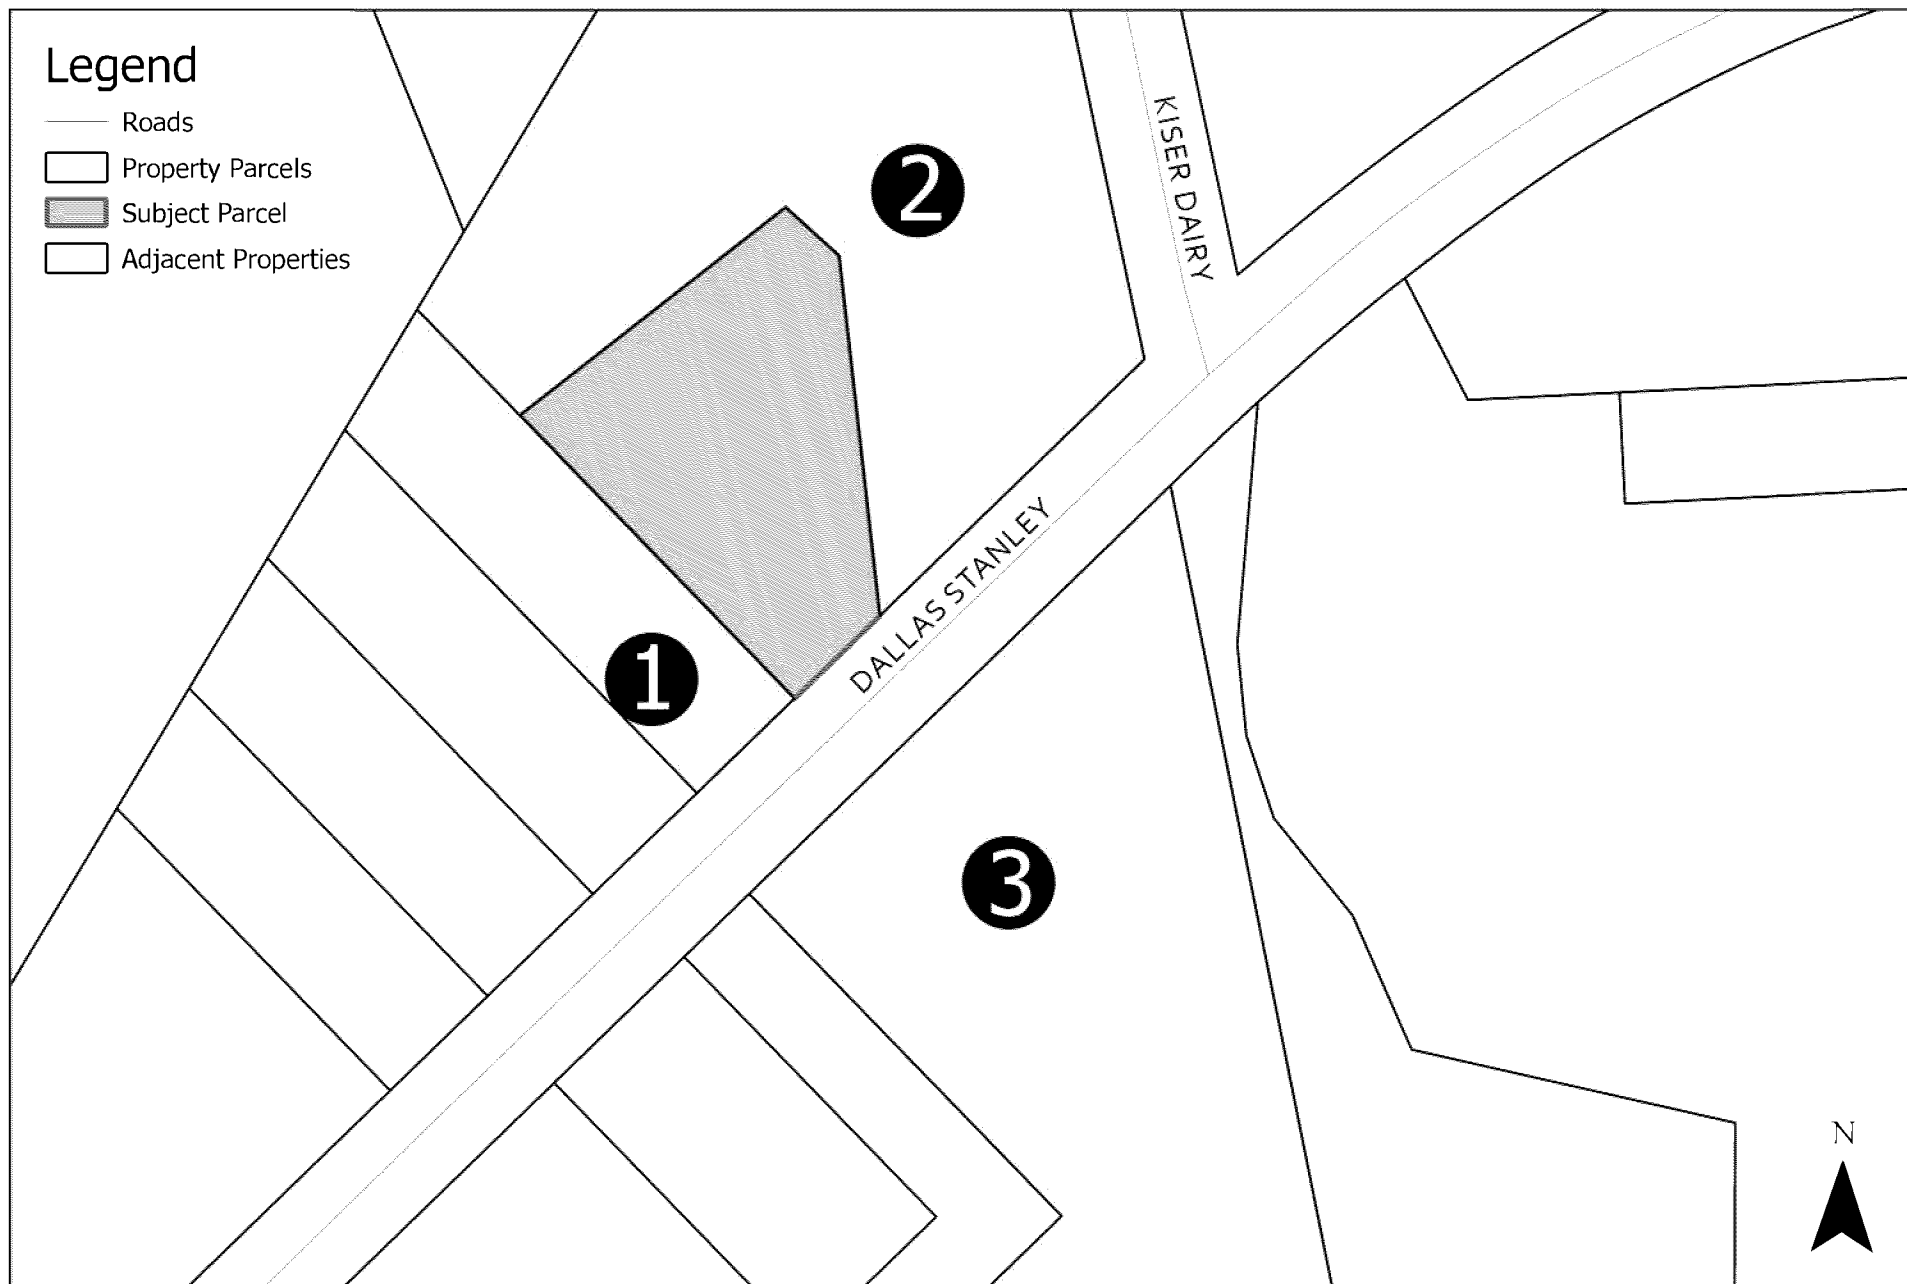 Legend
Roads
Property Parcels
Subject Parcel
Adjacent Properties
2
KISER DAIRY
DALLAS STANLEY
1
3
N